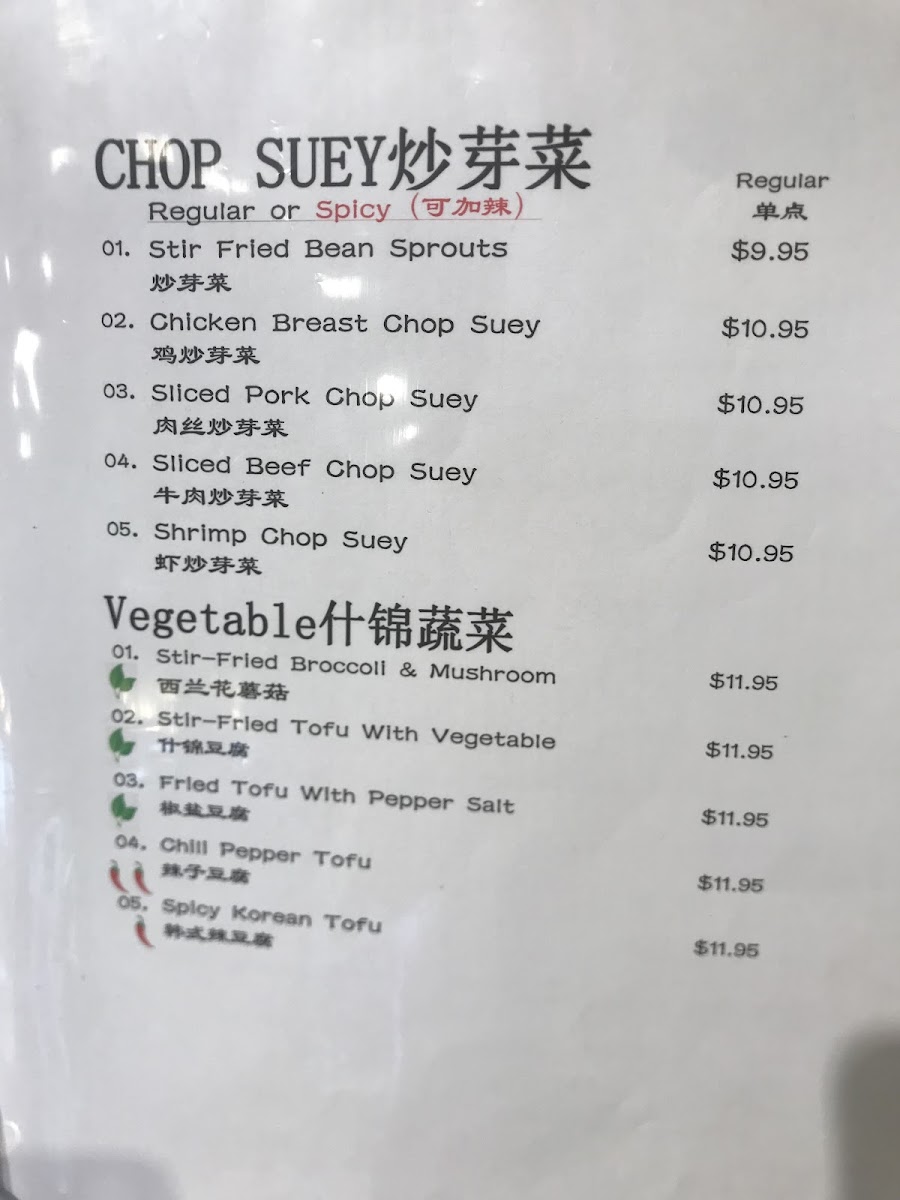 CHOP SUEY炒芽菜
Regular
Regular or Spicy (可加辣)
单点
01. Stir Fried Bean Sprouts $9.95
炒芽菜
02. Chicken Breast Chop Suey $10.95
鸡炒芽菜
03. Sliced Pork Chop Suey $10.95
肉丝炒芽菜
04. Sliced Beef Chop Suey $10.95
牛肉炒芽菜
05. Shrimp Chop Suey $10.95
虾炒芽菜
Vegetable什锦蔬菜
01. Stir-Fried Broccoli & Mushroom $11.95
西兰花蘑菇
02. Stir-Fried Tofu With Vegetable $11.95
什锦豆腐
03. Fried Tofu With Pepper Salt $11.95
椒盐豆腐
04. Chili Pepper Tofu $11.95
辣子豆腐
05. Spicy Korean Tofu $11.95
韩式辣豆腐